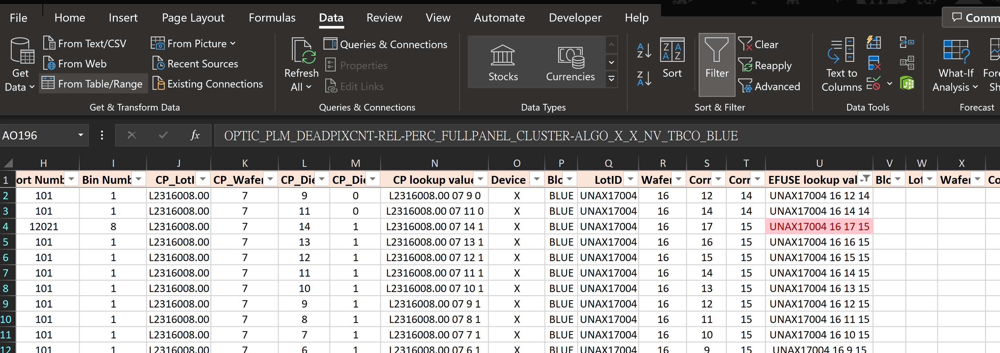 File Home Insert Page Layout Formulas Data Review View Automate Developer Help
Comm
Get Data
From Text/CSV
From Web
From Table/Range
From Picture
Recent Sources
Existing Connections
Get & Transform Data
Refresh All
Queries & Connections
Properties
Edit Links
Queries & Connections
Stocks Currencies
Data Types
Sort
Filter
Clear
Reapply
Advanced
Sort & Filter
Text to Columns
Data Tools
What-If Analysis
Fore
Sh
Forecast
AO196 fx OPTIC_PLM_DEADPIXCNT-REL-PERC_FULLPANEL_CLUSTER-ALGO_X_X_NV_TBCO_BLUE
H I J K L M N O P Q R S T U V W X
1 ort Numb Bin Numb CP_LotI CP_Wafer CP_Die CP_Die CP lookup value Device Blo LotID Wafer Corr Corr EFUSE lookup val Blo Lot Wafer Co
2 101 1 L2316008.00 7 9 0 L2316008.00 07 9 0 X BLUE UNAX17004 16 12 14 UNAX17004 16 12 14
3 101 1 L2316008.00 7 11 0 L2316008.00 07 11 0 X BLUE UNAX17004 16 14 14 UNAX17004 16 14 14
4 12021 8 L2316008.00 7 14 1 L2316008.00 07 14 1 X BLUE UNAX17004 16 17 15 UNAX17004 16 17 15
5 101 1 L2316008.00 7 13 1 L2316008.00 07 13 1 X BLUE UNAX17004 16 16 15 UNAX17004 16 16 15
6 101 1 L2316008.00 7 12 1 L2316008.00 07 12 1 X BLUE UNAX17004 16 15 15 UNAX17004 16 15 15
7 101 1 L2316008.00 7 11 1 L2316008.00 07 11 1 X BLUE UNAX17004 16 14 15 UNAX17004 16 14 15
8 101 1 L2316008.00 7 10 1 L2316008.00 07 10 1 X BLUE UNAX17004 16 13 15 UNAX17004 16 13 15
9 101 1 L2316008.00 7 9 1 L2316008.00 07 9 1 X BLUE UNAX17004 16 12 15 UNAX17004 16 12 15
10 101 1 L2316008.00 7 8 1 L2316008.00 07 8 1 X BLUE UNAX17004 16 11 15 UNAX17004 16 11 15
11 101 1 L2316008.00 7 7 1 L2316008.00 07 7 1 X BLUE UNAX17004 16 10 15 UNAX17004 16 10 15
12 101 1 L2316008.00 7 6 1 L2316008.00 07 6 1 X BLUE UNAX17004 16 9 15 UNAX17004 16 9 15